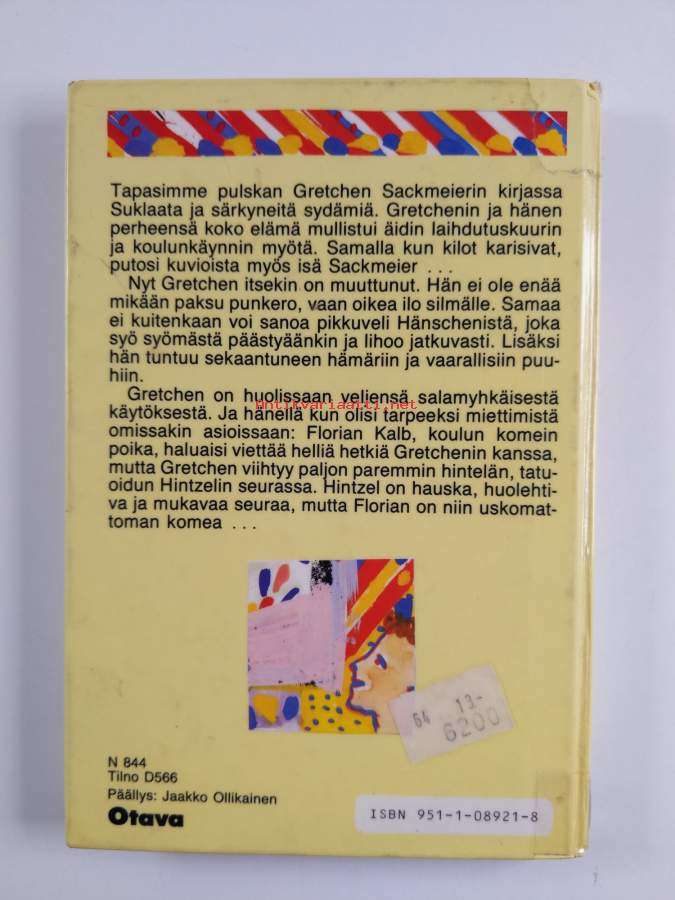 Tapasimme pulskan Gretchen Sackmeierin kirjassa
Suklaata ja särkyneitä sydämiä. Gretchenin ja hänen
perheensä koko elämä mullistui äidin laihdutuskuurin
ja koulunkäynnin myötä. Samalla kun kilot karisivat,
putosi kuvioista myös isä Sackmeier . . .
Nyt Gretchen itsekin on muuttunut. Hän ei ole enää
mikään paksu punkero, vaan oikea ilo silmälle. Samaa
ei kuitenkaan voi sanoa pikkuveli Hänschenistä, joka
syö syömästä päästyäänkin ja lihoo jatkuvasti. Lisäksi
hän tuntuu sekaantuneen hämäriin ja vaarallisiin puu-
hiin.
Gretchen on huolissaan veljensä salamyhkäisestä
käytöksestä. Ja hänellä kun olisi tarpeeksi miettimistä
Antikvariaatti.net
omissakin asioissaan: Florian Kalb, koulun komein
poika, haluaisi viettää helliä hetkiä Gretchenin kanssa,
mutta Gretchen viihtyy paljon paremmin hintelän, tatu-
oidun Hintzelin seurassa. Hintzel on hauska, huolehti-
va ja mukavaa seuraa, mutta Florian on niin uskomat-
toman komea . . .
64 13-
6200
N 844
Tilno D566
Päällys: Jaakko Ollikainen
Otava
ISBN 951-1-08921-8